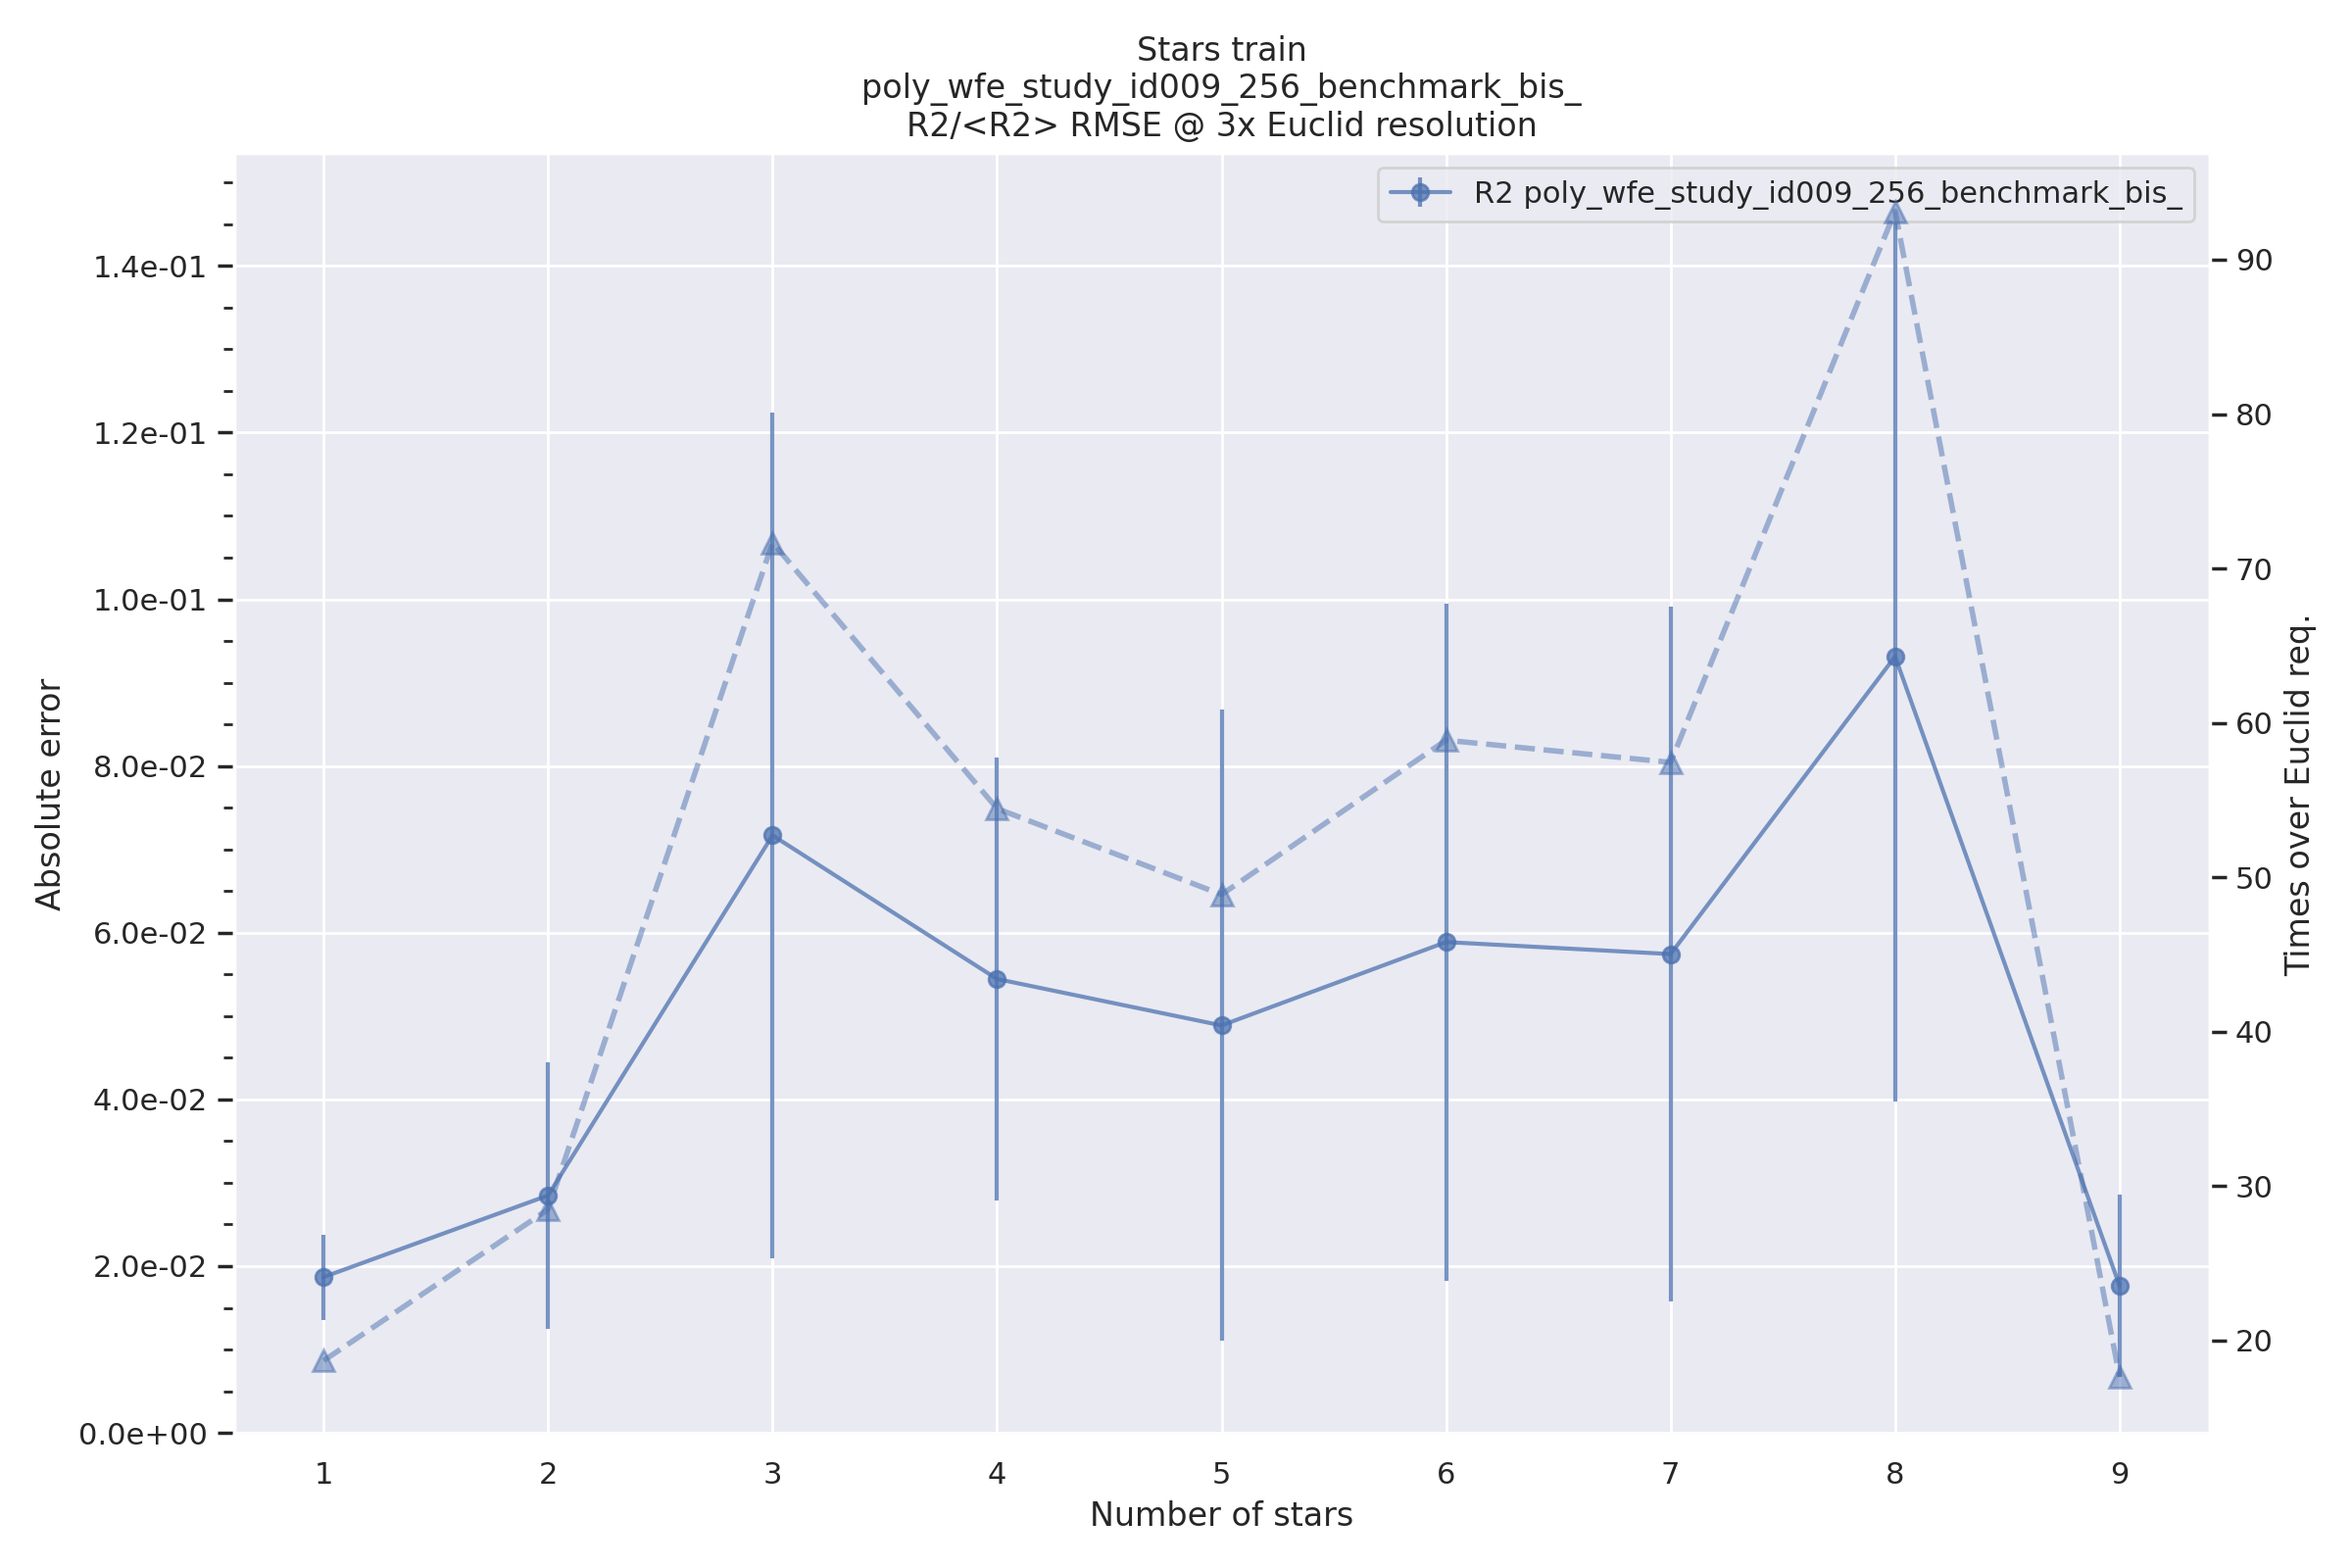 Stars train
poly_wfe_study_id009_256_benchmark_bis_
R2/<R2> RMSE @ 3x Euclid resolution
R2 poly_wfe_study_id009_256_benchmark_bis_
Absolute error
1.4e-01
1.2e-01
1.0e-01
8.0e-02
6.0e-02
4.0e-02
2.0e-02
0.0e+00
90
80
70
60
50
40
30
20
Times over Euclid req.
1 2 3 4 5 6 7 8 9
Number of stars